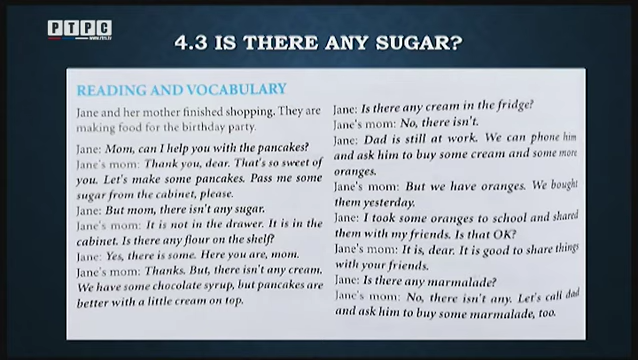 РТРС
www.rtrs.tv
4.3 IS THERE ANY SUGAR?
READING AND VOCABULARY
Jane and her mother finished shopping. They are
making food for the birthday party.
Jane: Mom, can I help you with the pancakes?
Jane's mom: Thank you, dear. That's so sweet of
you. Let's make some pancakes. Pass me some
sugar from the cabinet, please.
Jane: But mom, there isn't any sugar.
Jane's mom: It is not in the drawer. It is in the
cabinet. Is there any flour on the shelf?
Jane: Yes, there is some. Here you are, mom.
Jane's mom: Thanks. But, there isn't any cream.
We have some chocolate syrup, but pancakes are
better with a little cream on top.
Jane: Is there any cream in the fridge?
Jane's mom: No, there isn't.
Jane: Dad is still at work. We can phone him
and ask him to buy some cream and some more
oranges.
Jane's mom: But we have oranges. We bought
them yesterday.
Jane: I took some oranges to school and shared
them with my friends. Is that OK?
Jane's mom: It is, dear. It is good to share things
with your friends.
Jane: Is there any marmalade?
Jane's mom: No, there isn't any. Let's call dad
and ask him to buy some marmalade, too.